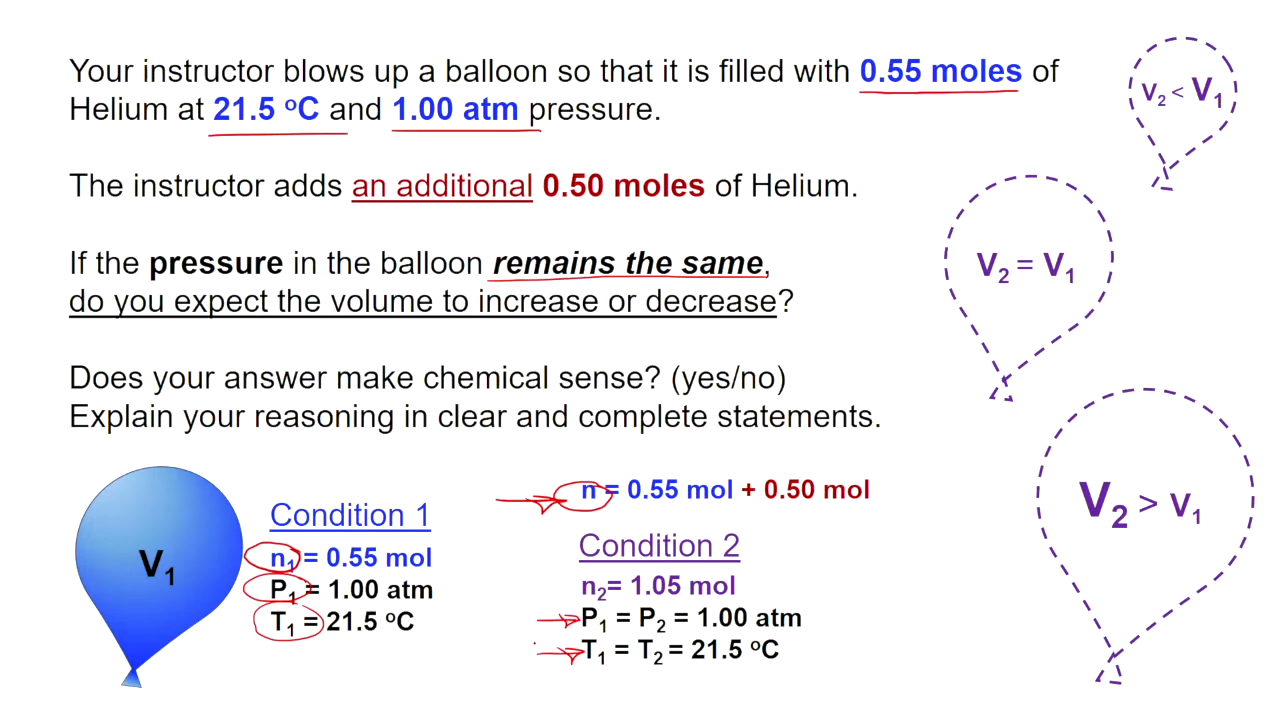 Your instructor blows up a balloon so that it is filled with 0.55 moles of
Helium at 21.5 ºC and 1.00 atm pressure.
The instructor adds an additional 0.50 moles of Helium.
If the pressure in the balloon remains the same,
do you expect the volume to increase or decrease?
Does your answer make chemical sense? (yes/no)
Explain your reasoning in clear and complete statements.
V₁
Condition 1
n₁ = 0.55 mol
P₁ = 1.00 atm
T₁ = 21.5 ºC
n = 0.55 mol + 0.50 mol
Condition 2
n₂= 1.05 mol
P₁ = P₂ = 1.00 atm
T₁ = T₂ = 21.5 ºC
V₂ < V₁
V₂ = V₁
V₂ > V₁